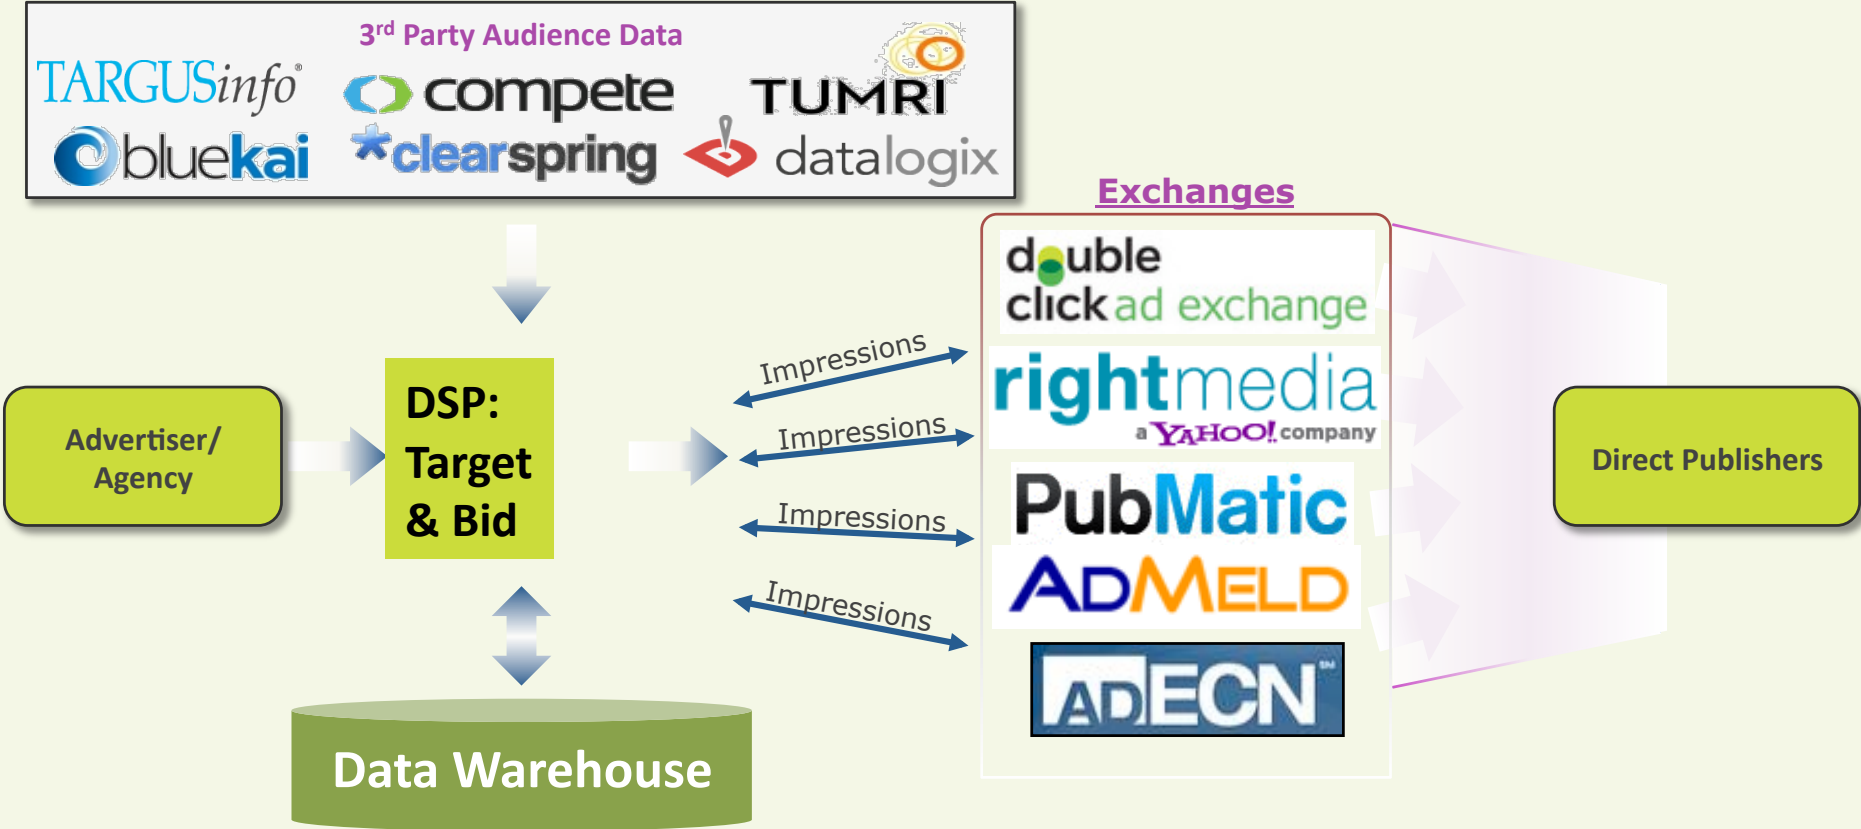 3rd Party Audience Data
TARGUSinfo®
compete
TUMRI
bluekai
clearspring
datalogix
Exchanges
double
click ad exchange
Impressions
rightmedia
a YAHOO! company
Impressions
Advertiser/
Agency
DSP:
Target
& Bid
Direct Publishers
Impressions
PubMatic
ADMELD
Impressions
ADECN℠
Data Warehouse